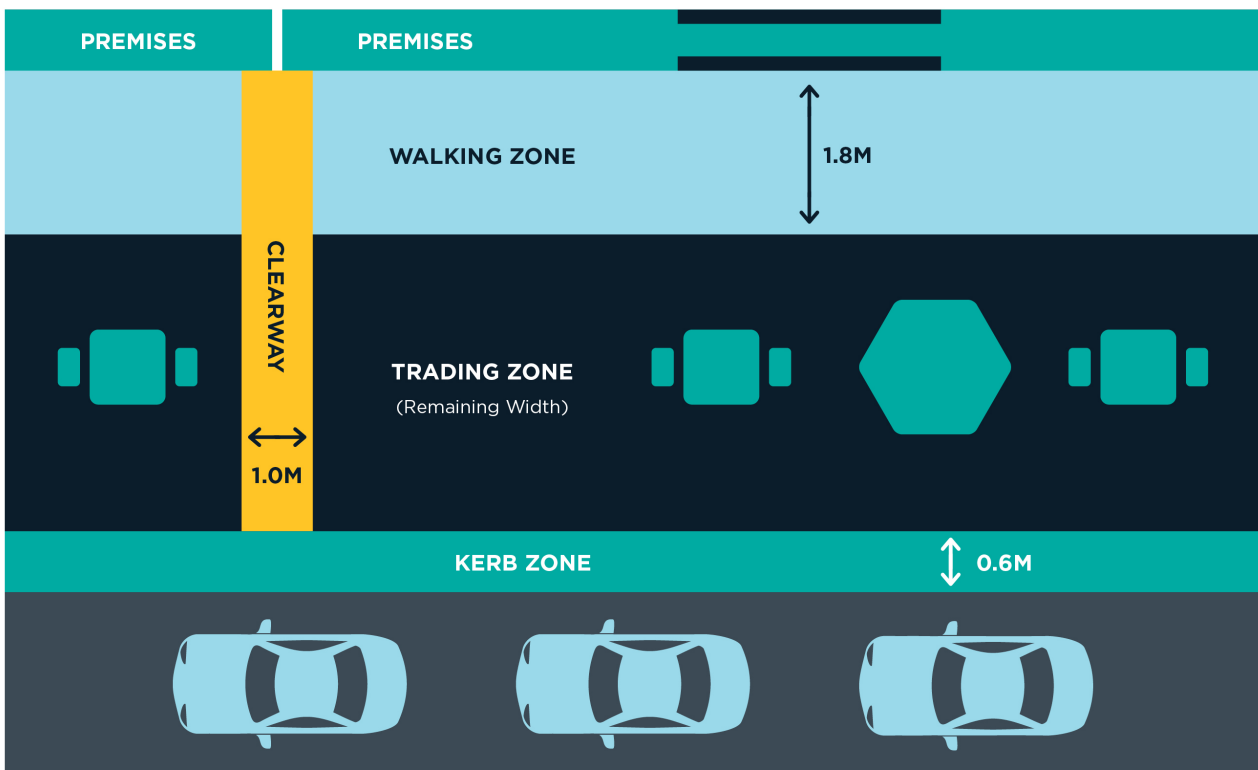 PREMISES
PREMISES
WALKING ZONE
1.8M
CLEARWAY
TRADING ZONE
(Remaining Width)
1.0M
KERB ZONE
0.6M